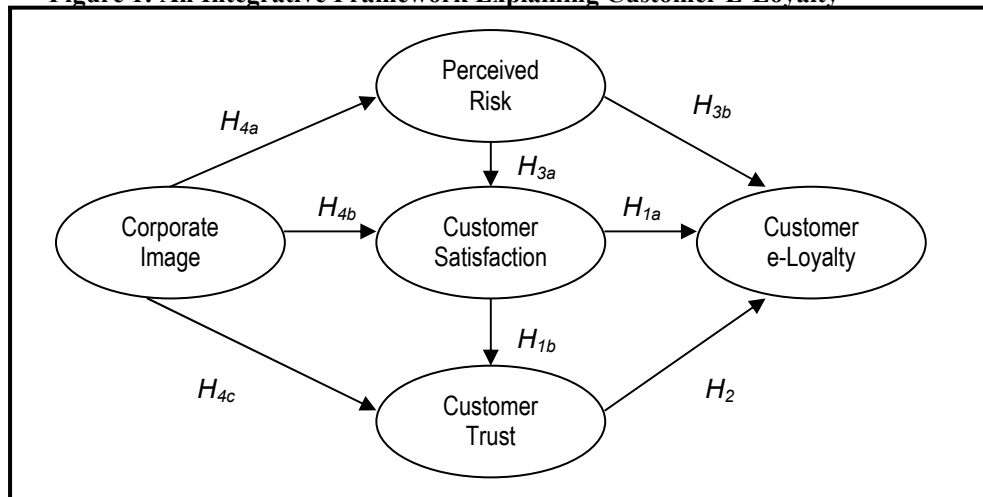 Figure 1: An Integrative Framework Explaining Customer E-Loyalty
Perceived
Risk
H4a
H3b
H3a
Corporate
Image
H4b
Customer
Satisfaction
H1a
Customer
e-Loyalty
H1b
H4c
Customer
Trust
H2